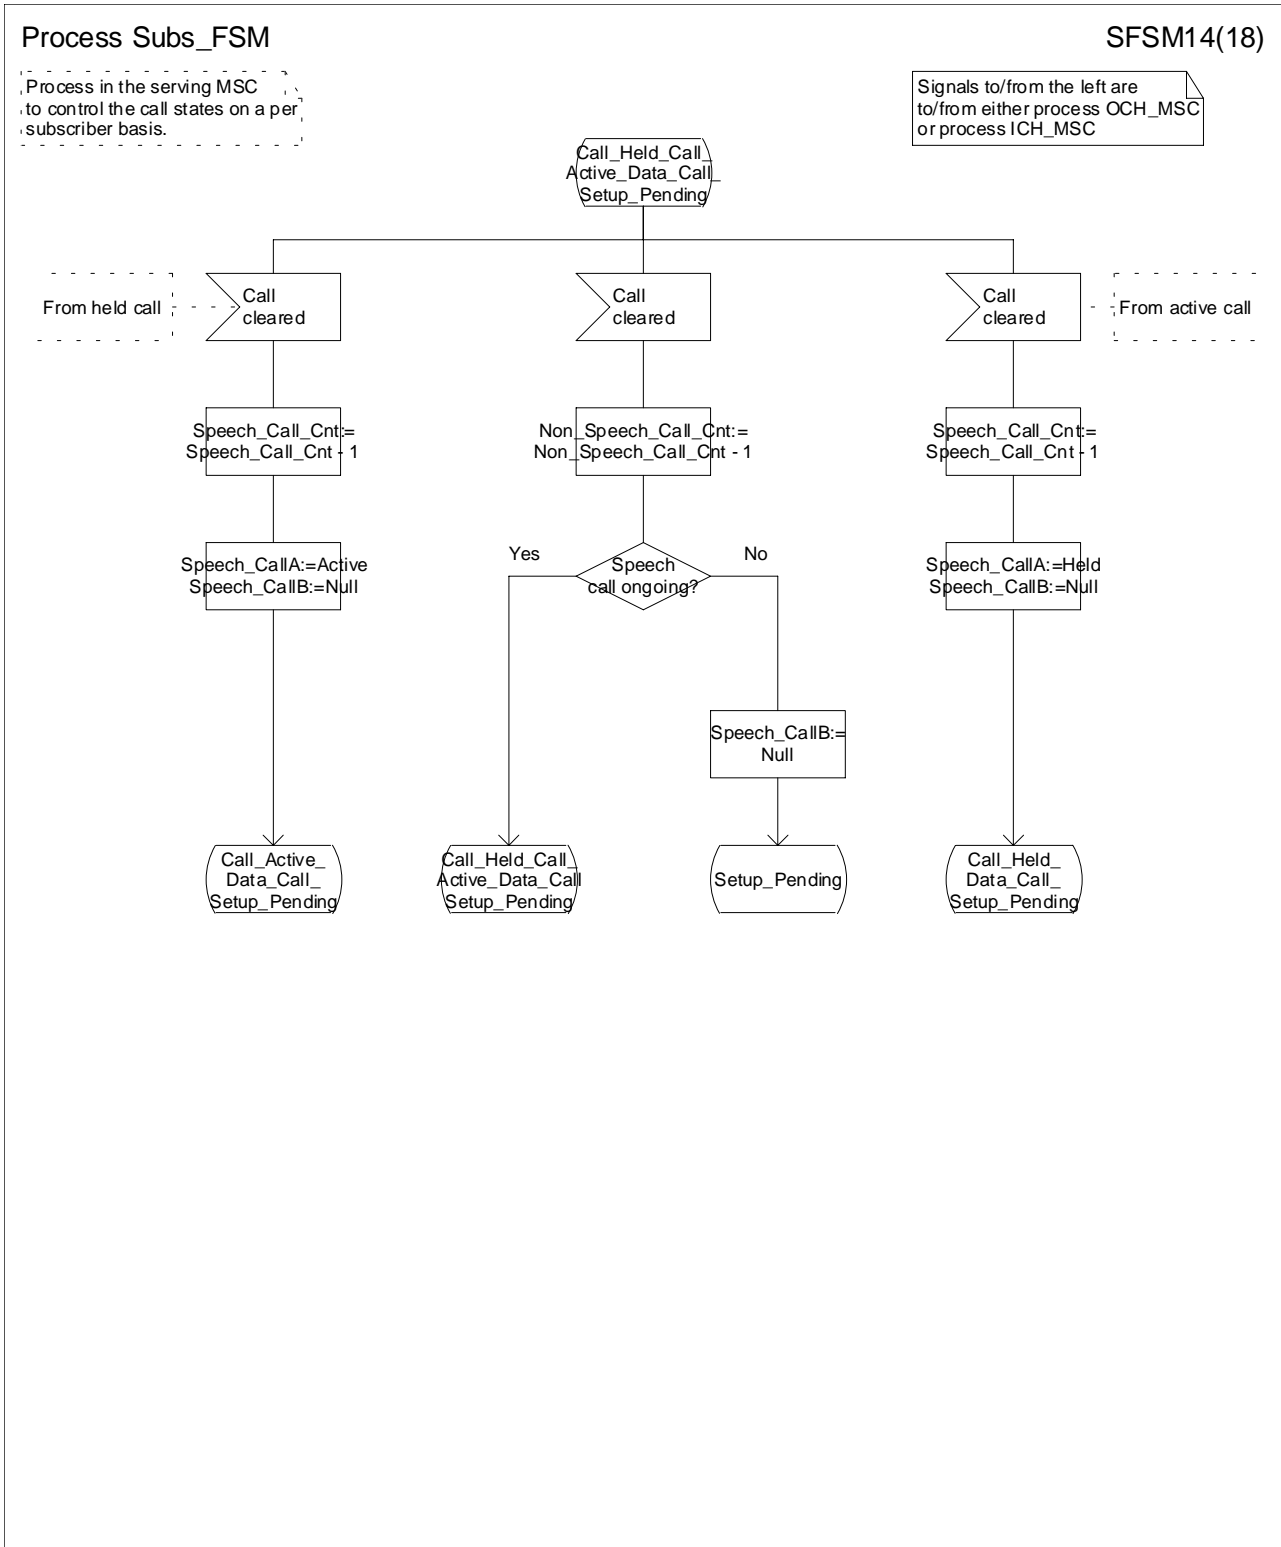 Process Subs_FSM
SFSM14(18)
Process in the serving MSC
to control the call states on a per
subscriber basis.
Signals to/from the left are
to/from either process OCH_MSC
or process ICH_MSC
Call_Held_Call_
Active_Data_Call_
Setup_Pending
From held call
Call
cleared
Call
cleared
Call
cleared
From active call
Speech_Call_Cnt:=
Speech_Call_Cnt - 1
Non_Speech_Call_Cnt:=
Non_Speech_Call_Cnt - 1
Speech_Call_Cnt:=
Speech_Call_Cnt - 1
Speech_CallA:=Active
Speech_CallB:=Null
Yes
Speech
call ongoing?
No
Speech_CallA:=Held
Speech_CallB:=Null
Speech_CallB:=
Null
Call_Active_
Data_Call_
Setup_Pending
Call_Held_Call_
Active_Data_Call
Setup_Pending
Setup_Pending
Call_Held_
Data_Call_
Setup_Pending